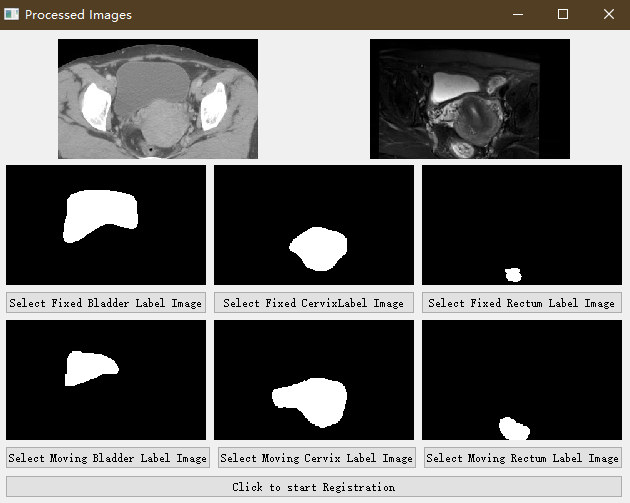 Processed Images
Select Fixed Bladder Label Image
Select Fixed CervixLabel Image
Select Fixed Rectum Label Image
Select Moving Bladder Label Image
Select Moving Cervix Label Image
Select Moving Rectum Label Image
Click to start Registration